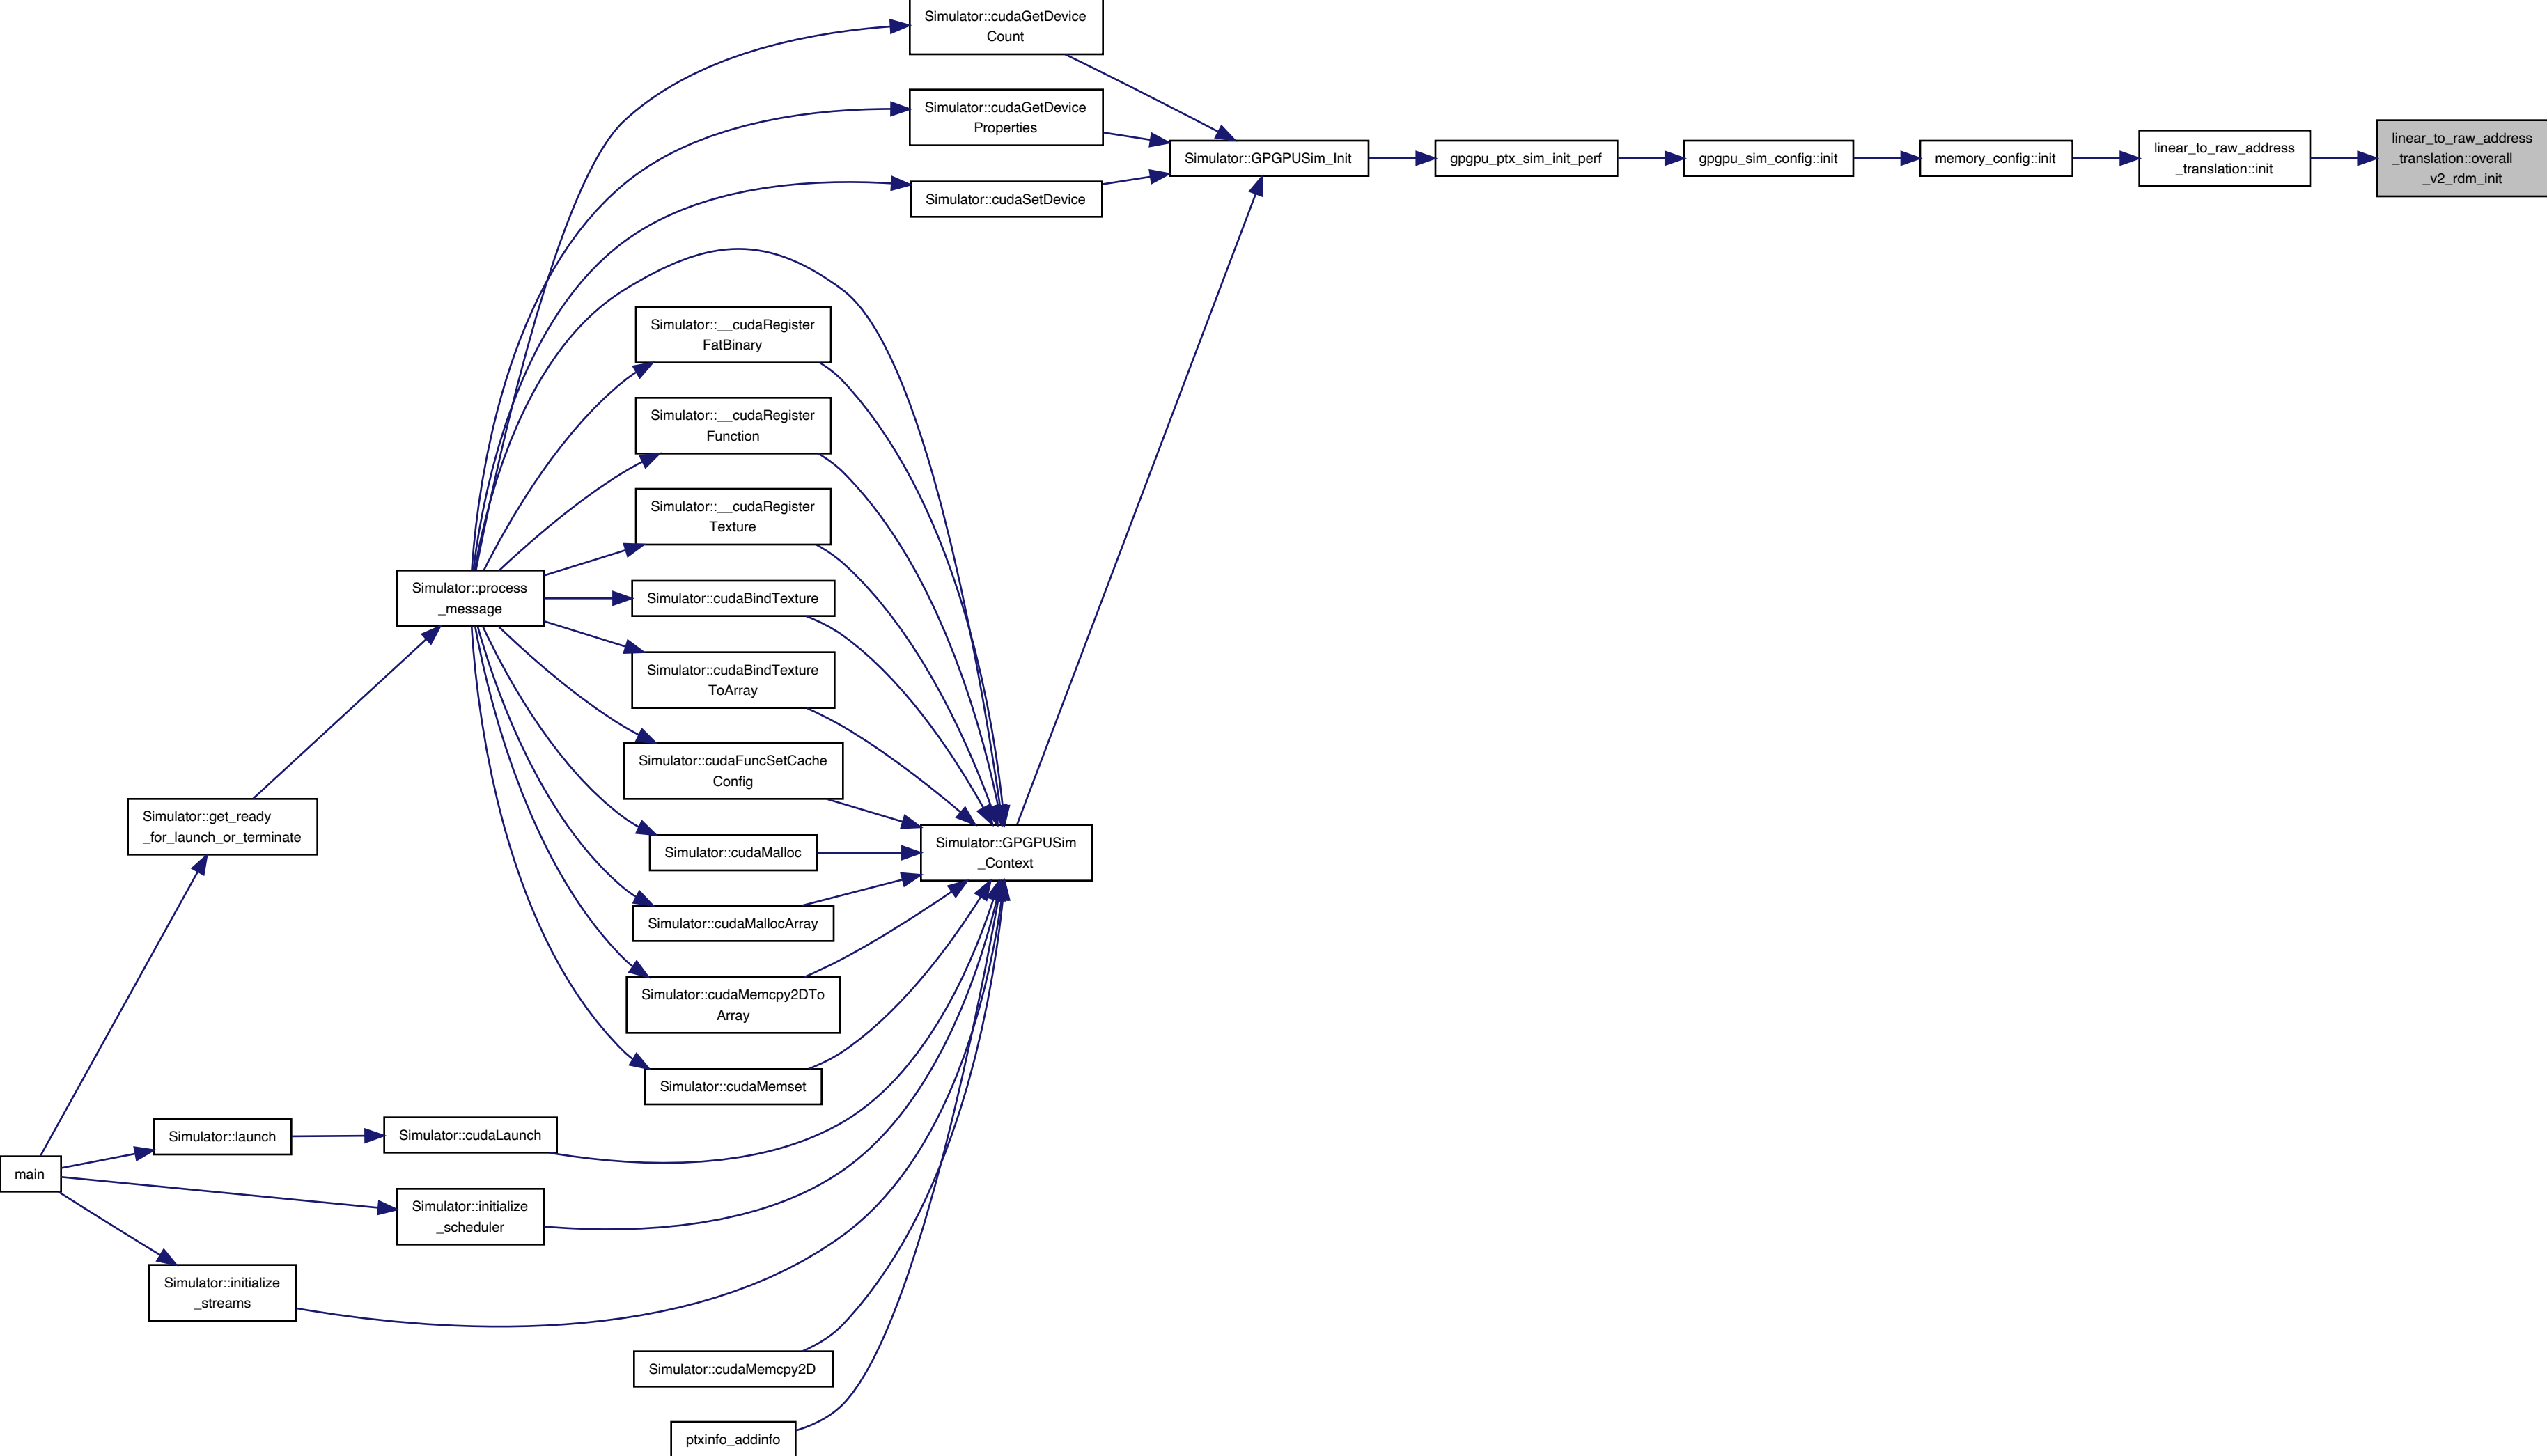 Simulator::cudaGetDevice
Count
Simulator::cudaGetDevice
Properties
Simulator::cudaSetDevice
Simulator::GPGPUSim_Init
gpgpu_ptx_sim_init_perf
gpgpu_sim_config::init
memory_config::init
linear_to_raw_address
_translation::init
linear_to_raw_address
_translation::overall
_v2_rdm_init
Simulator::__cudaRegister
FatBinary
Simulator::__cudaRegister
Function
Simulator::__cudaRegister
Texture
Simulator::process
_message
Simulator::cudaBindTexture
Simulator::cudaBindTexture
ToArray
Simulator::cudaFuncSetCache
Config
Simulator::get_ready
_for_launch_or_terminate
Simulator::cudaMalloc
Simulator::GPGPUSim
_Context
Simulator::cudaMallocArray
Simulator::cudaMemcpy2DTo
Array
Simulator::cudaMemset
Simulator::launch
Simulator::cudaLaunch
main
Simulator::initialize
_scheduler
Simulator::initialize
_streams
Simulator::cudaMemcpy2D
ptxinfo_addinfo